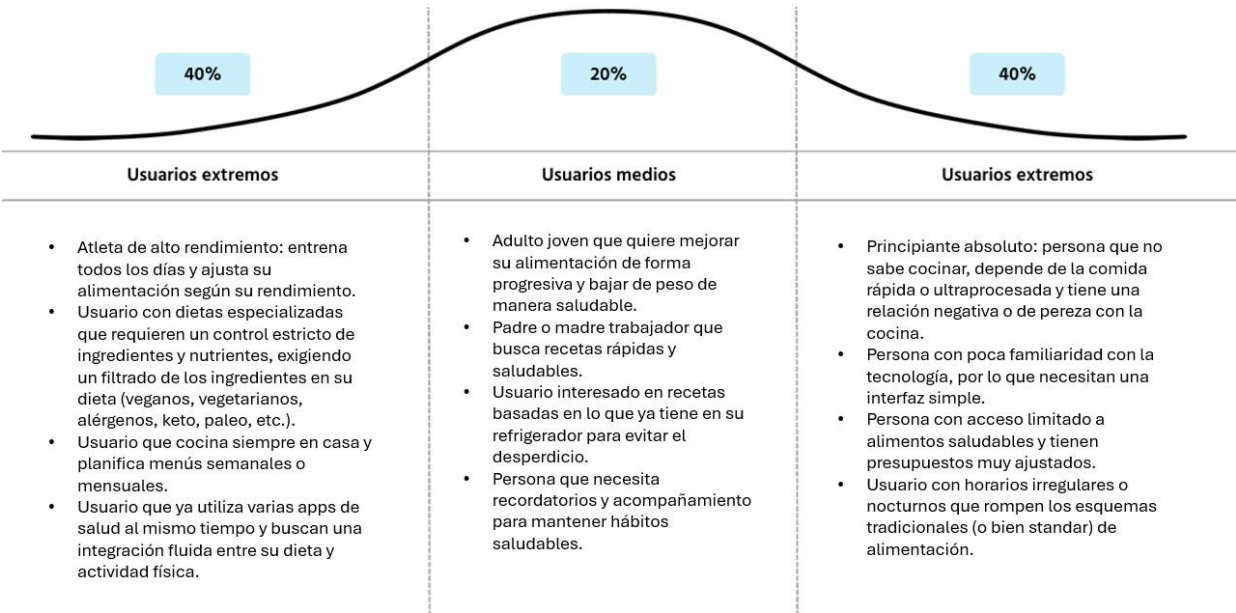 40%
20%
40%
Usuarios extremos
Usuarios medios
Usuarios extremos
• Atleta de alto rendimiento: entrena
todos los días y ajusta su
alimentación según su rendimiento.
• Usuario con dietas especializadas
que requieren un control estricto de
ingredientes y nutrientes, exigiendo
un filtrado de los ingredientes en su
dieta (veganos, vegetarianos,
alérgenos, keto, paleo, etc.).
• Usuario que cocina siempre en casa y
planifica menús semanales o
mensuales.
• Usuario que ya utiliza varias apps de
salud al mismo tiempo y buscan una
integración fluida entre su dieta y
actividad física.
• Adulto joven que quiere mejorar
su alimentación de forma
progresiva y bajar de peso de
manera saludable.
• Padre o madre trabajador que
busca recetas rápidas y
saludables.
• Usuario interesado en recetas
basadas en lo que ya tiene en su
refrigerador para evitar el
desperdicio.
• Persona que necesita
recordatorios y acompañamiento
para mantener hábitos
saludables.
• Principiante absoluto: persona que no
sabe cocinar, depende de la comida
rápida o ultraprocesada y tiene una
relación negativa o de pereza con la
cocina.
• Persona con poca familiaridad con la
tecnología, por lo que necesitan una
interfaz simple.
• Persona con acceso limitado a
alimentos saludables y tienen
presupuestos muy ajustados.
• Usuario con horarios irregulares o
nocturnos que rompen los esquemas
tradicionales (o bien standar) de
alimentación.